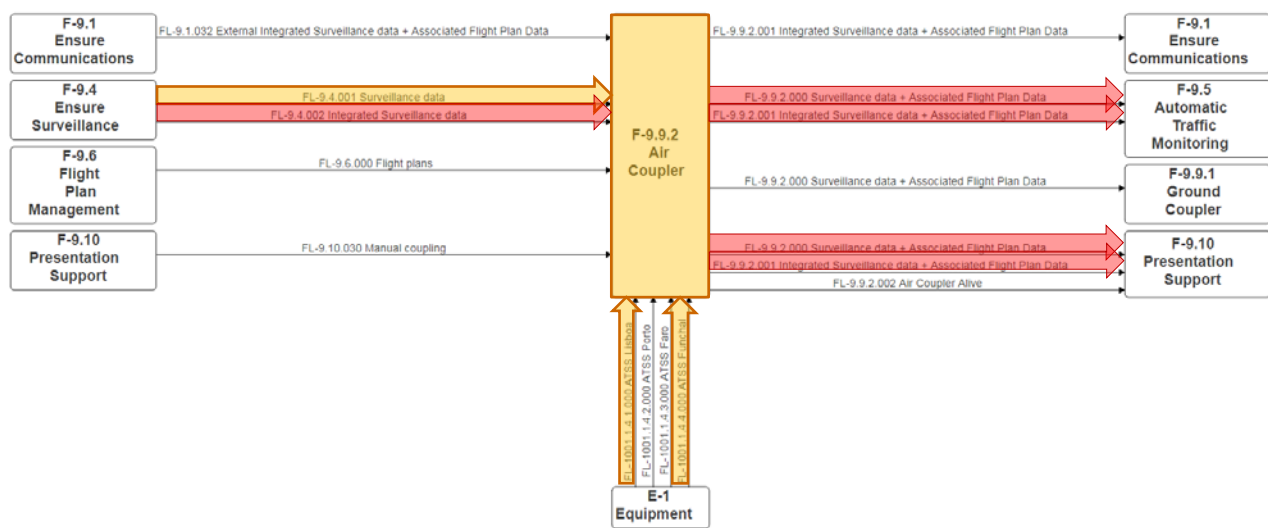 F-9.1
Ensure
Communications
FL-9.1.032 External Integrated Surveillance data + Associated Flight Plan Data
F-9.4
Ensure
Surveillance
FL-9.4.001 Surveillance data
FL-9.4.002 Integrated Surveillance data
F-9.6
Flight
Plan
Management
FL-9.6.000 Flight plans
F-9.10
Presentation
Support
FL-9.10.030 Manual coupling
F-9.9.2
Air
Coupler
FL-9.9.2.001 Integrated Surveillance data + Associated Flight Plan Data
F-9.1
Ensure
Communications
FL-9.9.2.000 Surveillance data + Associated Flight Plan Data
FL-9.9.2.001 Integrated Surveillance data + Associated Flight Plan Data
F-9.5
Automatic
Traffic
Monitoring
FL-9.9.2.000 Surveillance data + Associated Flight Plan Data
F-9.9.1
Ground
Coupler
FL-9.9.2.000 Surveillance data + Associated Flight Plan Data
FL-9.9.2.001 Integrated Surveillance data + Associated Flight Plan Data
FL-9.9.2.002 Air Coupler Alive
F-9.10
Presentation
Support
FL-1001.1.4.1.000 ATSS Lisboa
FL-1001.1.4.2.000 ATSS Porto
FL-1001.1.4.3.000 ATSS Faro
FL-1001.1.4.4.000 ATSS Funchal
E-1
Equipment